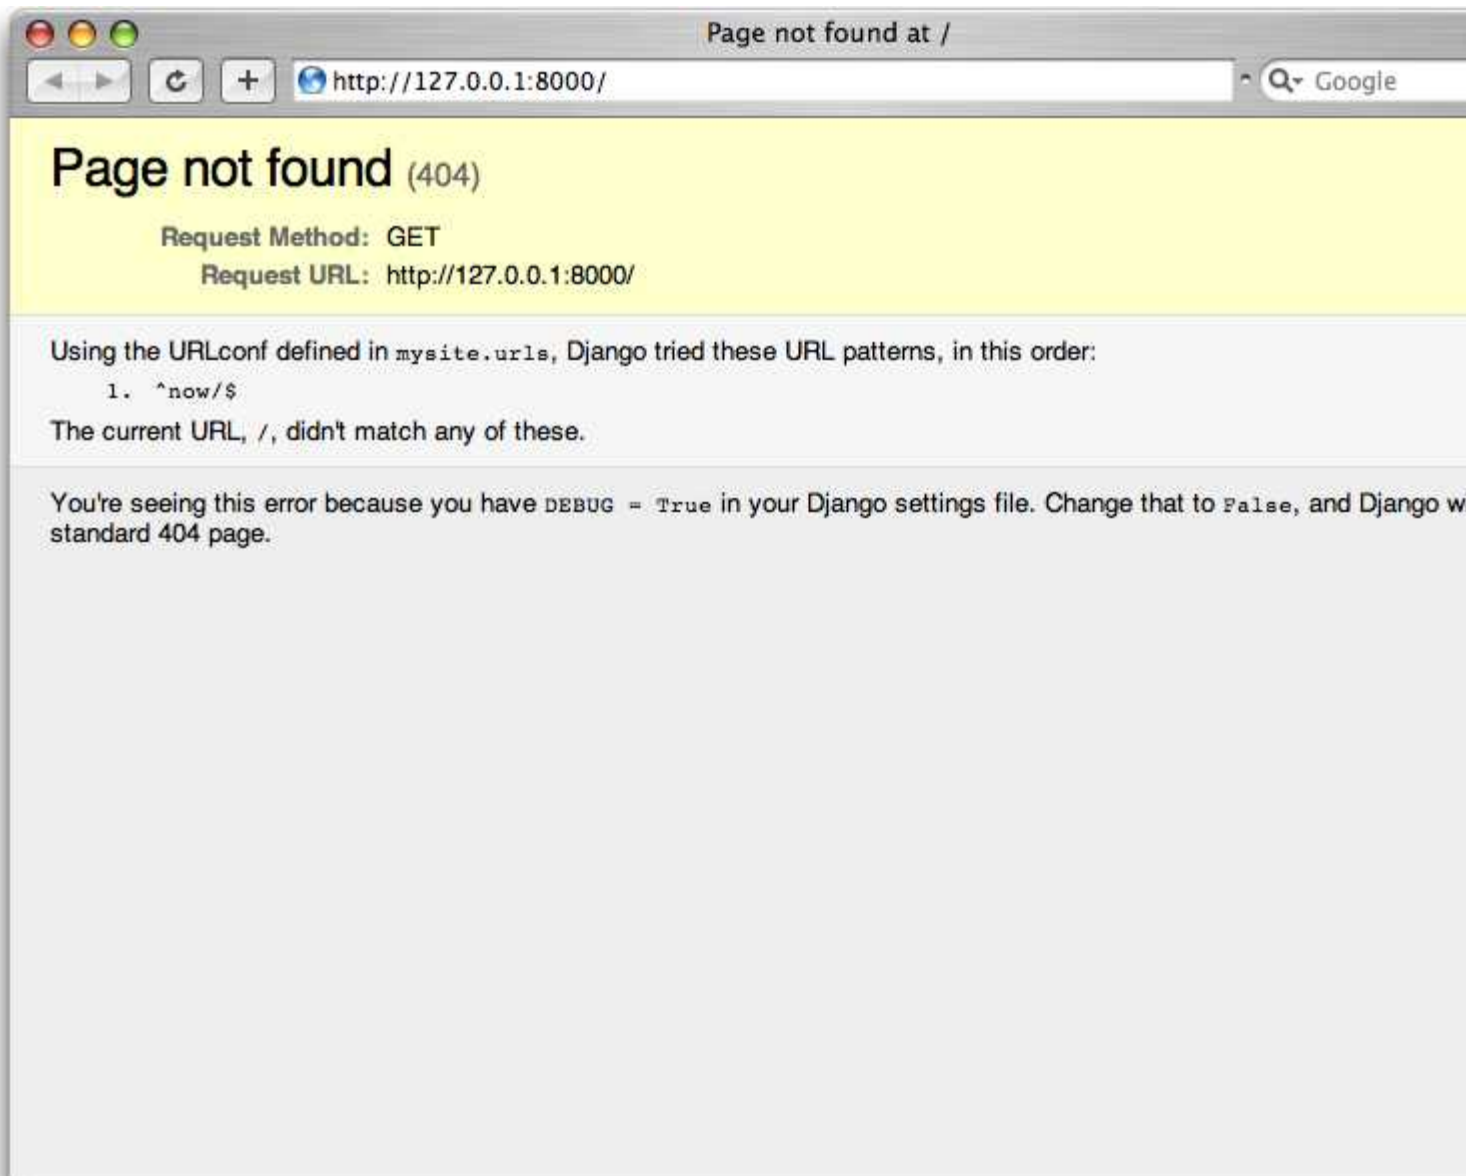 Page not found at /
http://127.0.0.1:8000/
Google
Page not found (404)
Request Method: GET
Request URL: http://127.0.0.1:8000/
Using the URLconf defined in mysite.urls, Django tried these URL patterns, in this order:
1. ^now/$
The current URL, /, didn't match any of these.
You're seeing this error because you have DEBUG = True in your Django settings file. Change that to False, and Django
standard 404 page.